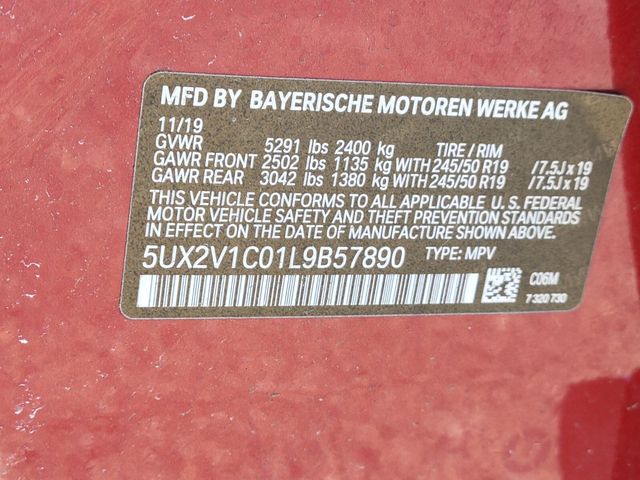 MFD BY BAYERISCHE MOTOREN WERKE AG
11/19
GVWR 5291 lbs 2400 kg TIRE / RIM
GAWR FRONT 2502 lbs 1135 kg WITH 245/50 R19 /7.5J x 19
GAWR REAR 3042 lbs 1380 kg WITH 245/50 R19 /7.5J x 19
THIS VEHICLE CONFORMS TO ALL APPLICABLE U. S. FEDERAL
MOTOR VEHICLE SAFETY AND THEFT PREVENTION STANDARDS
IN EFFECT ON THE DATE OF MANUFACTURE SHOWN ABOVE.
5UX2V1C01L9B57890 TYPE: MPV
C06M
7 320 730